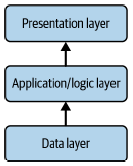 Presentation layer
Application/logic layer
Data layer